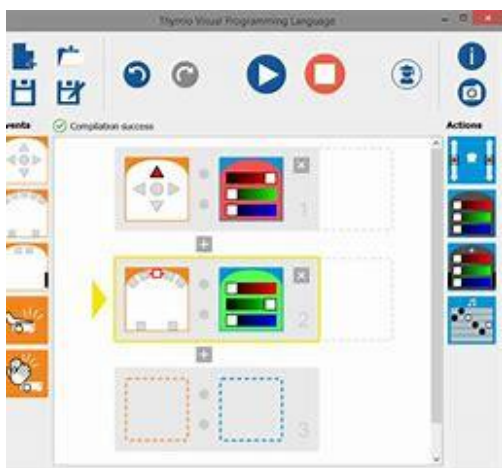 Thymio Visual Programming Language
vents
Compilation success
Actions
1
2
3